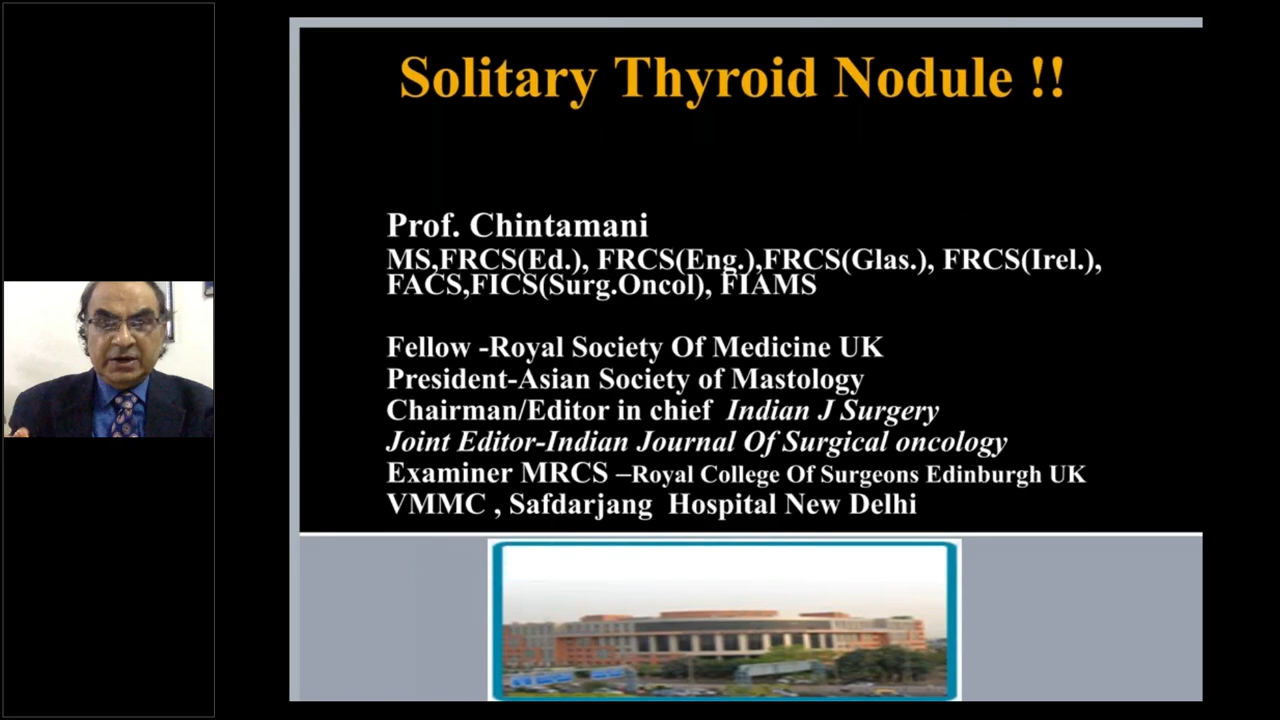 Solitary Thyroid Nodule !!
Prof. Chintamani
MS,FRCS(Ed.), FRCS(Eng.),FRCS(Glas.), FRCS(Irel.),
FACS,FICS(Surg.Oncol), FIAMS
Fellow -Royal Society Of Medicine UK
President-Asian Society of Mastology
Chairman/Editor in chief Indian J Surgery
Joint Editor-Indian Journal Of Surgical oncology
Examiner MRCS –Royal College Of Surgeons Edinburgh UK
VMMC , Safdarjang Hospital New Delhi